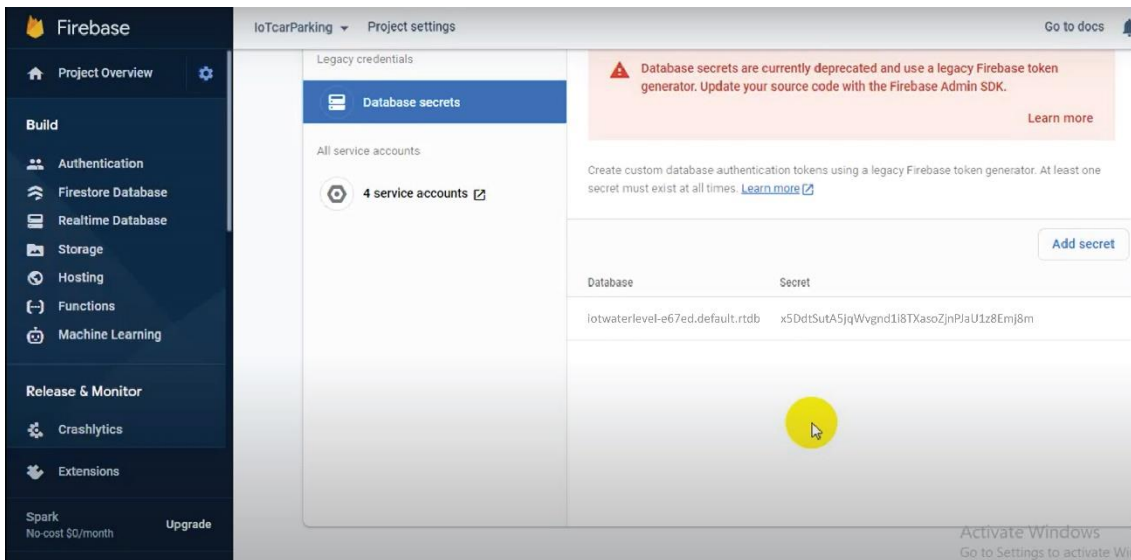 Firebase
IoTcarParking
Project settings
Go to docs
Project Overview
Build
Authentication
Firestore Database
Realtime Database
Storage
Hosting
Functions
Machine Learning
Release & Monitor
Crashlytics
Extensions
Spark
No-cost $0/month
Upgrade
Legacy credentials
Database secrets
All service accounts
4 service accounts
Database secrets are currently deprecated and use a legacy Firebase token
generator. Update your source code with the Firebase Admin SDK.
Learn more
Create custom database authentication tokens using a legacy Firebase token generator. At least one
secret must exist at all times. Learn more
Add secret
Database Secret
iotwaterlevel-e67ed.default.rtdb x5DdtSutA5jqWvgnd1i8TXasoZjnPJaU1z8Emj8m
Activate Windows
Go to Settings to activate Wi